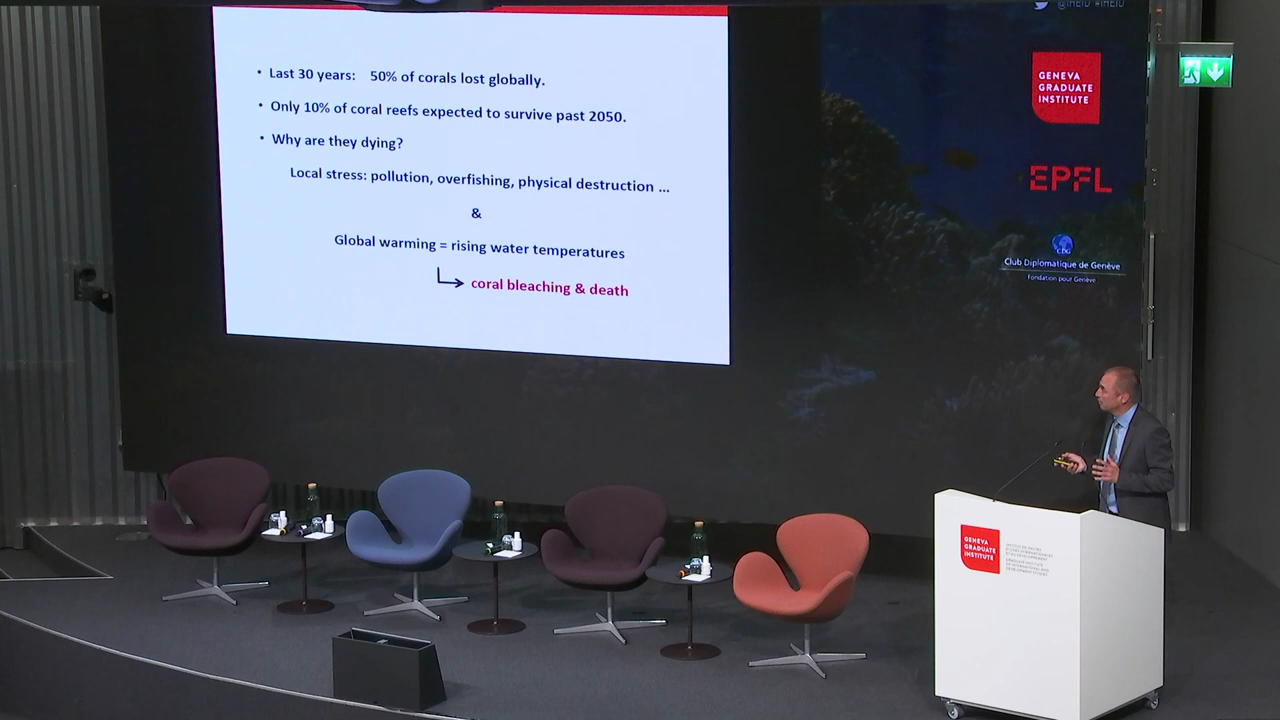 • Last 30 years: 50% of corals lost globally.
• Only 10% of coral reefs expected to survive past 2050.
• Why are they dying?
Local stress: pollution, overfishing, physical destruction ...
&
Global warming = rising water temperatures
coral bleaching & death
GENEVA
GRADUATE
INSTITUTE
EPFL
CDG
Club Diplomatique de Genève
Fondation pour Genève
GENEVA
GRADUATE
INSTITUTE